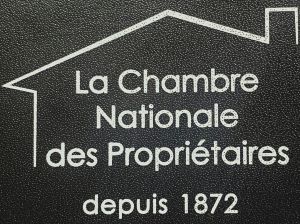 La Chambre
Nationale
des Propriétaires
depuis 1872